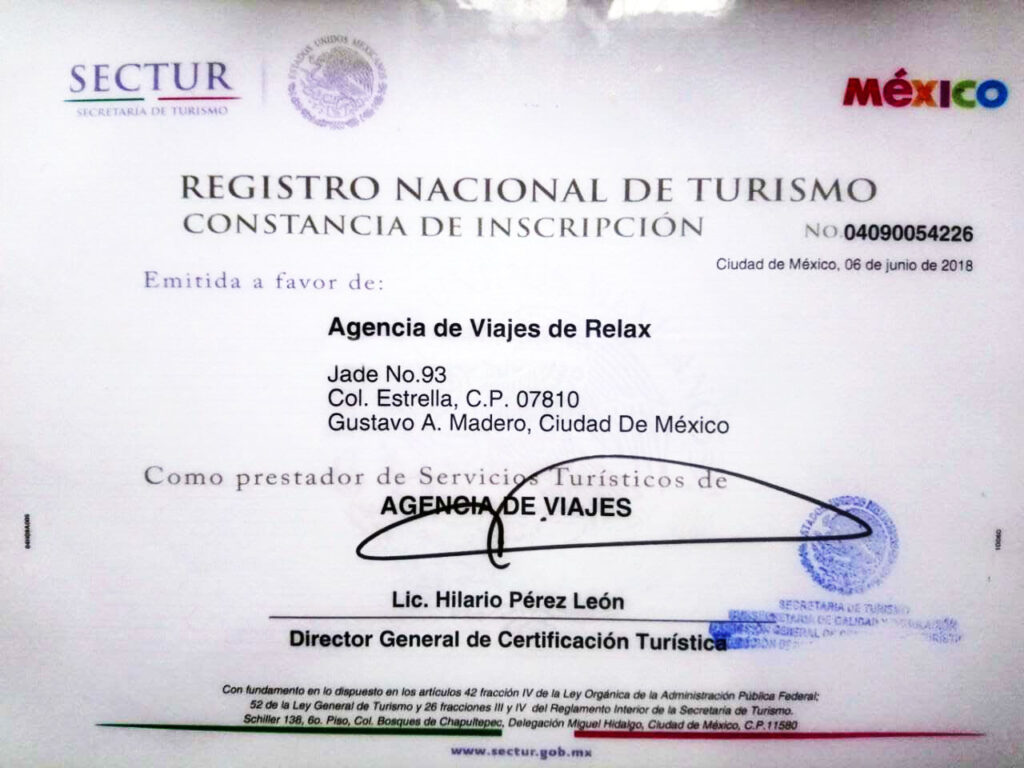 SECTUR
SECRETARÍA DE TURISMO
ESTADOS UNIDOS MEXICANOS
MéXICO
REGISTRO NACIONAL DE TURISMO
CONSTANCIA DE INSCRIPCIÓN
NO. 04090054226
Ciudad de México, 06 de junio de 2018
Emitida a favor de:
Agencia de Viajes de Relax
Jade No.93
Col. Estrella, C.P. 07810
Gustavo A. Madero, Ciudad De México
Como prestador de Servicios Turísticos de
AGENCIA DE VIAJES
Lic. Hilario Pérez León
Director General de Certificación Turística
SECRETARIA DE TURISMO
Con fundamento en lo dispuesto en los artículos 42 fracción IV de la Ley Orgánica de la Administración Pública Federal;
52 de la Ley General de Turismo y 26 fracciones III y IV del Reglamento Interior de la Secretaría de Turismo.
Schiller 138, 6o. Piso, Col. Bosques de Chapultepec, Delegación Miguel Hidalgo, Ciudad de México, C.P.11580
www.sectur.gob.mx